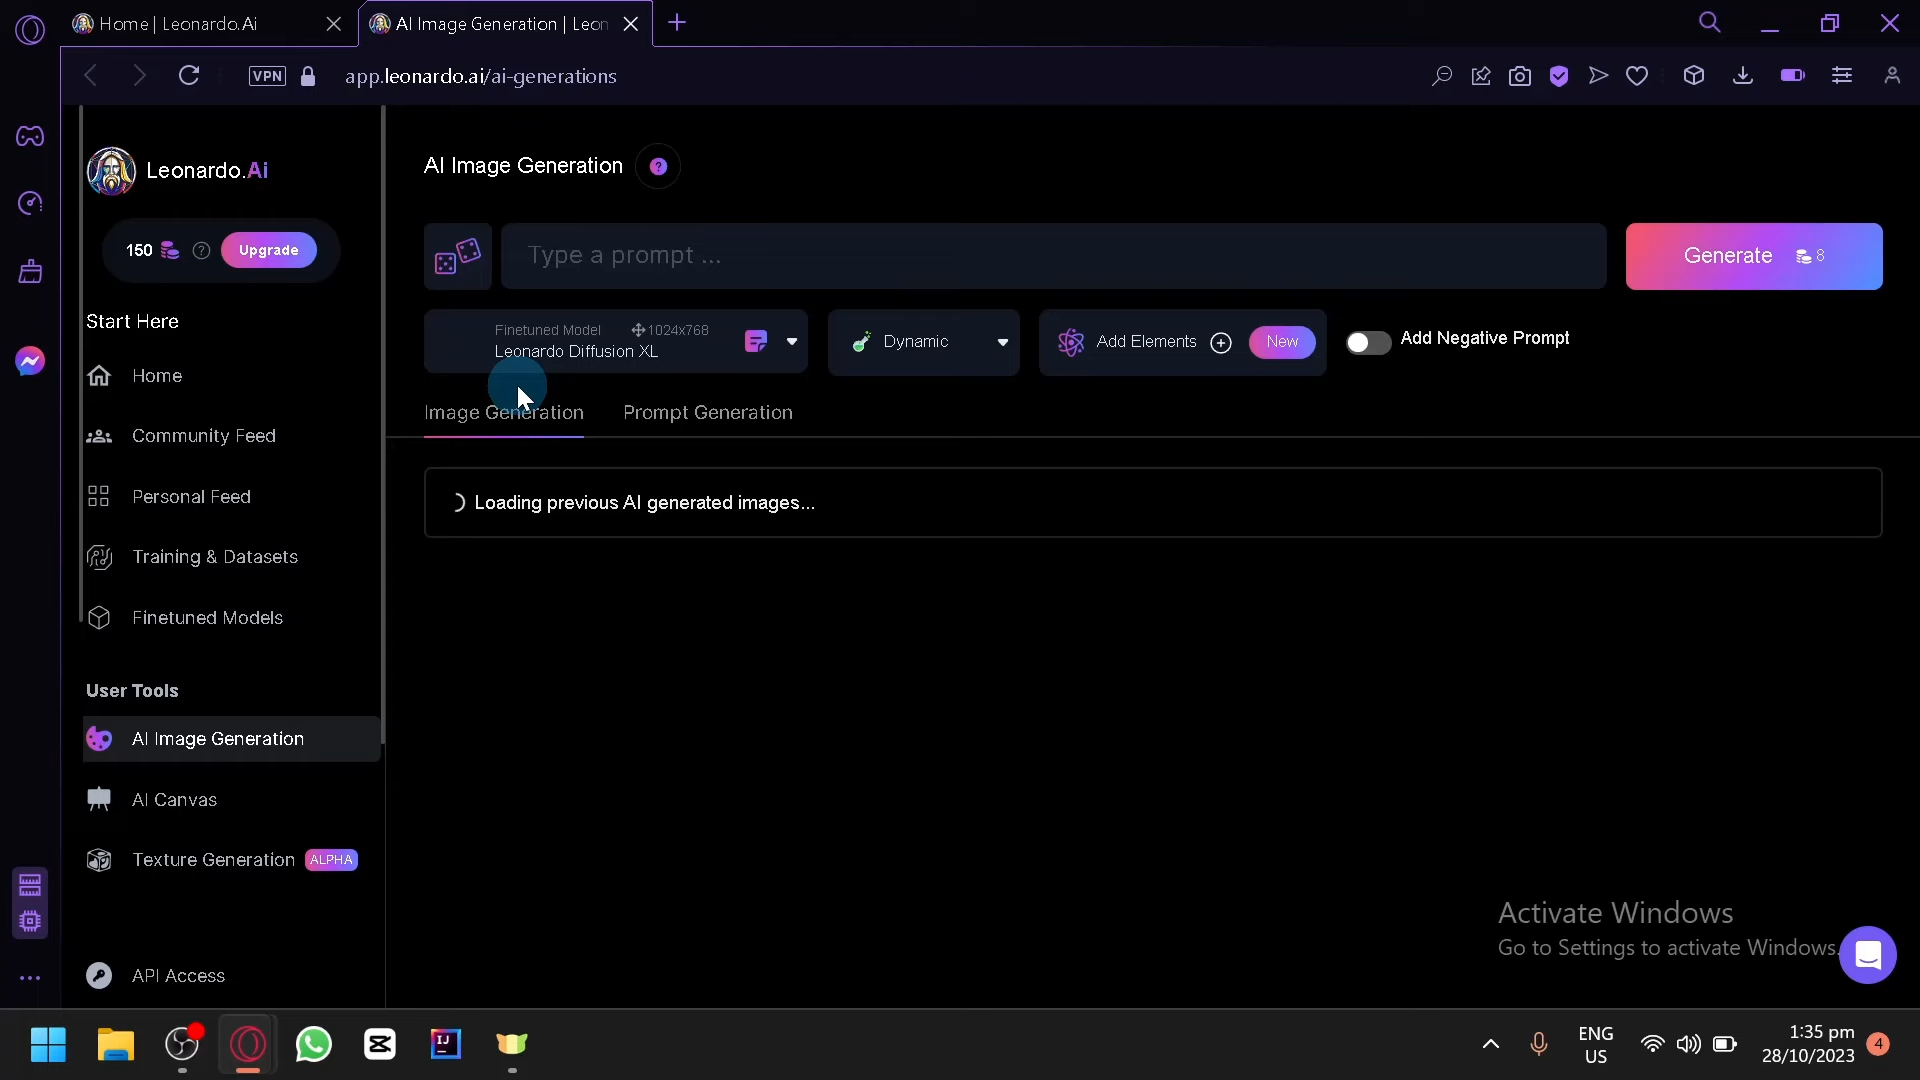 Home | Leonardo.Ai
AI Image Generation | Leon
VPN
app.leonardo.ai/ai-generations
Leonardo.Ai
150
Upgrade
Start Here
Home
Community Feed
Personal Feed
Training & Datasets
Finetuned Models
User Tools
AI Image Generation
AI Canvas
Texture Generation ALPHA
API Access
AI Image Generation
Type a prompt ...
Generate 8
Finetuned Model 1024x768
Leonardo Diffusion XL
Dynamic
Add Elements New
Add Negative Prompt
Image Generation Prompt Generation
Loading previous AI generated images...
Activate Windows
Go to Settings to activate Windows.
IJ
ENG
US
1:35 pm
28/10/2023
4